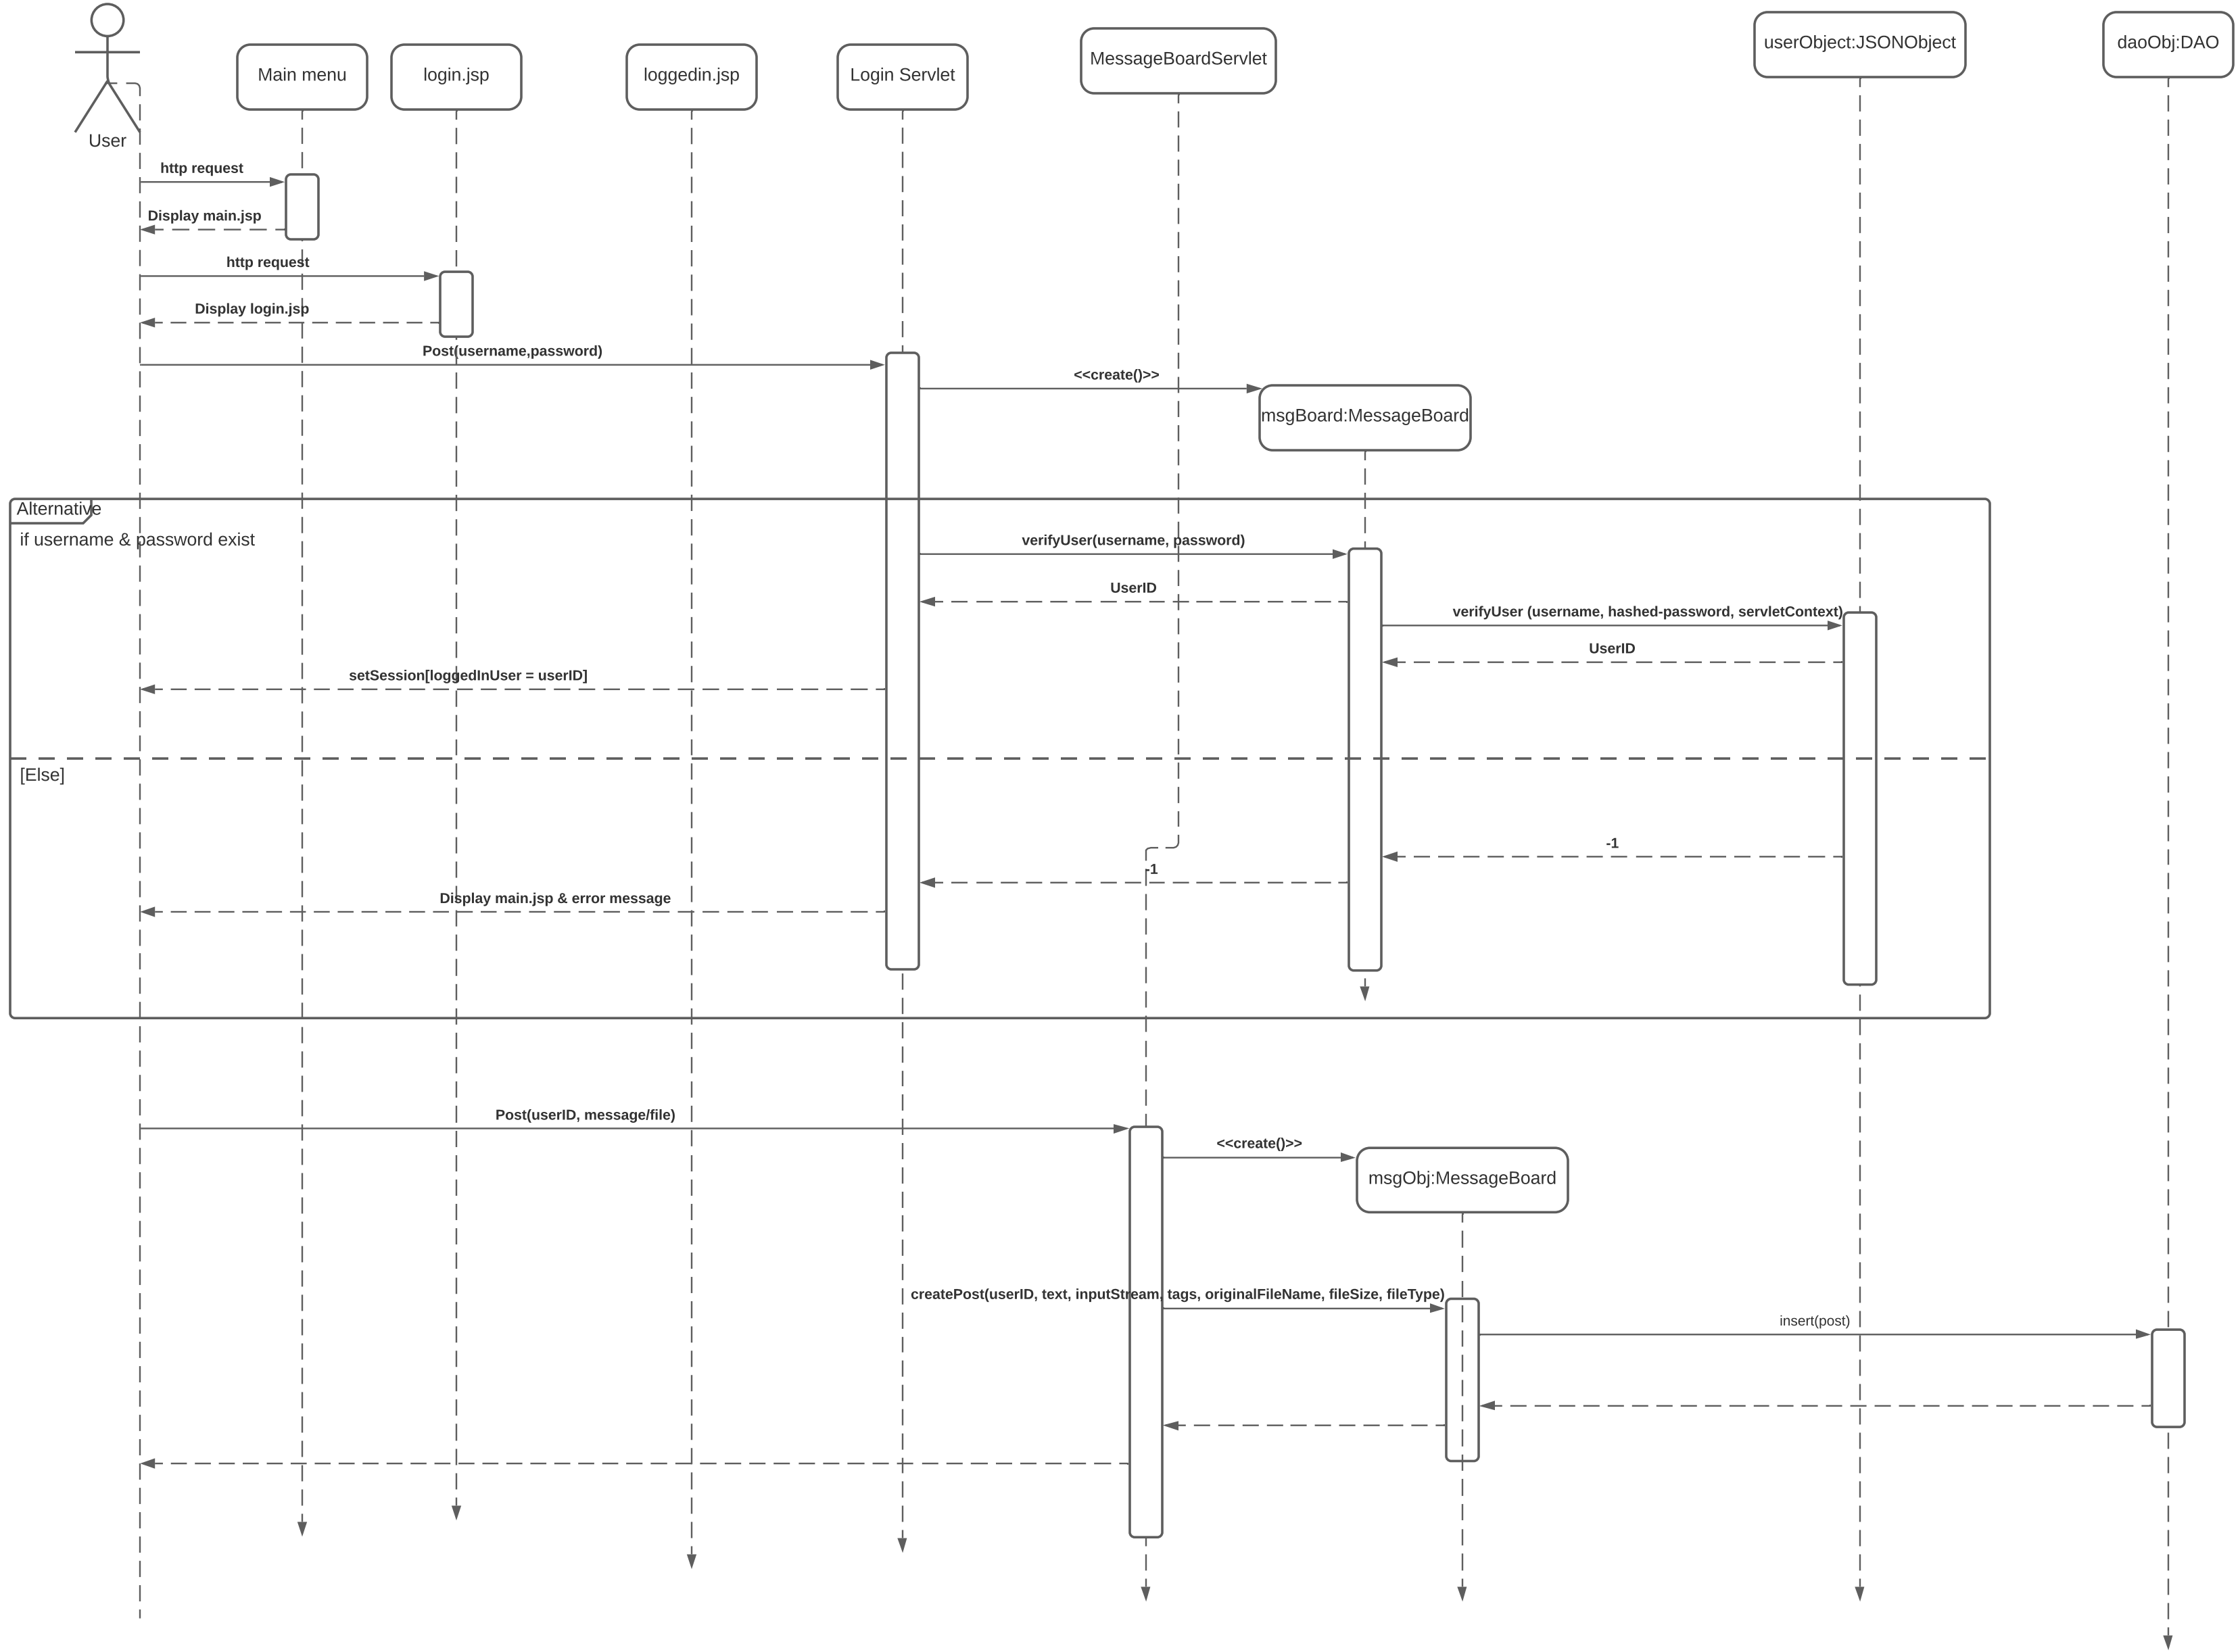 User
Main menu
login.jsp
loggedin.jsp
Login Servlet
MessageBoardServlet
userObject:JSONObject
daoObj:DAO
http request
Display main.jsp
http request
Display login.jsp
Post(username,password)
<<create()>>
msgBoard:MessageBoard
Alternative
if username & password exist
verifyUser(username, password)
UserID
verifyUser (username, hashed-password, servletContext)
UserID
setSession[loggedInUser = userID]
[Else]
-1
-1
Display main.jsp & error message
Post(userID, message/file)
<<create()>>
msgObj:MessageBoard
createPost(userID, text, inputStream, tags, originalFileName, fileSize, fileType)
insert(post)